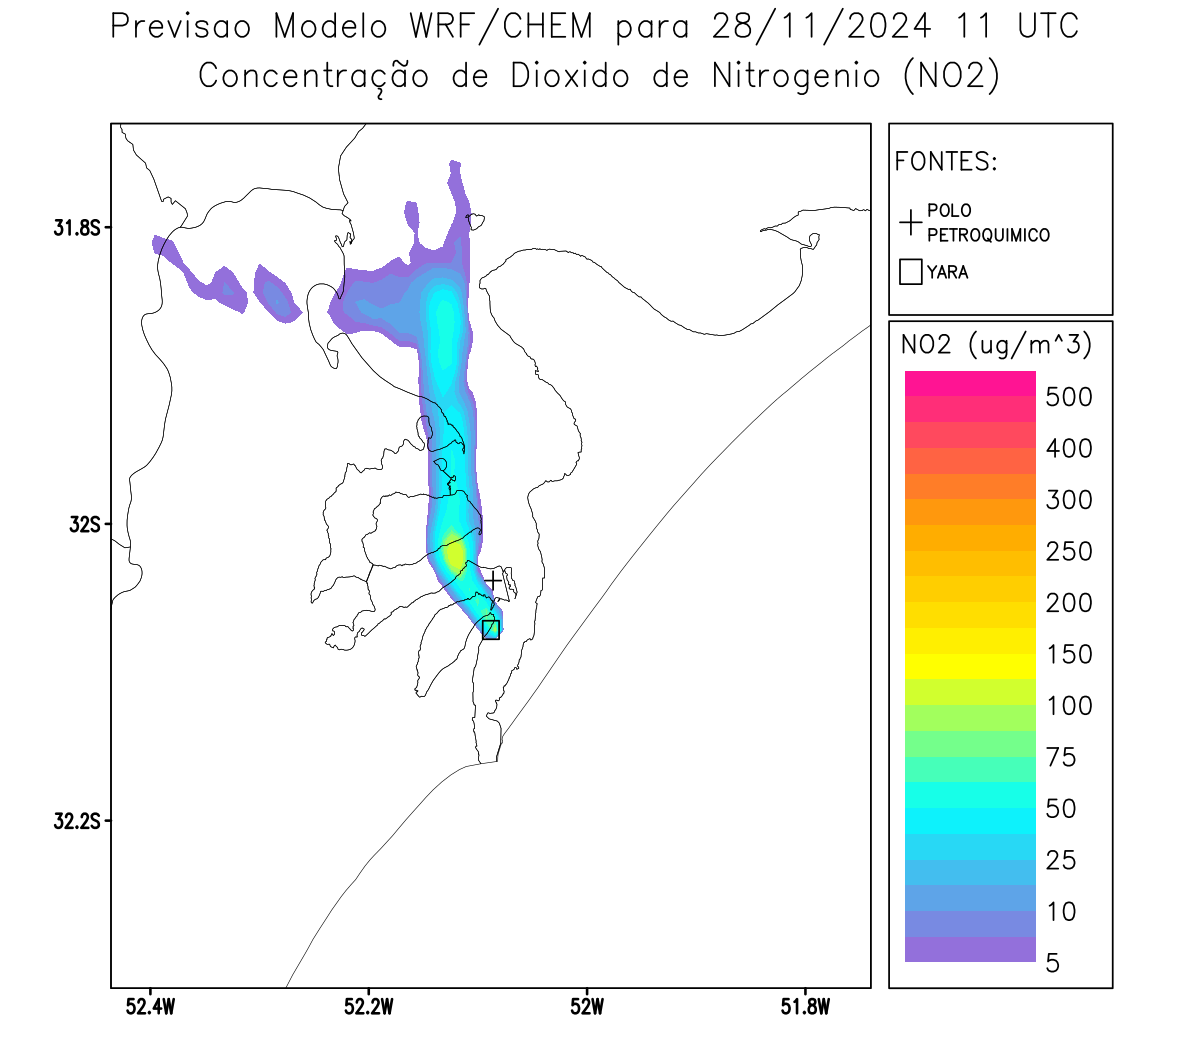 Previsao Modelo WRF/CHEM para 28/11/2024 11 UTC
Concentração de Dioxido de Nitrogenio (NO2)
FONTES:
POLO
PETROQUIMICO
YARA
NO2 (ug/m^3)
500
400
300
250
200
150
100
75
50
25
10
5
31.8S
32S
32.2S
52.4W
52.2W
52W
51.8W